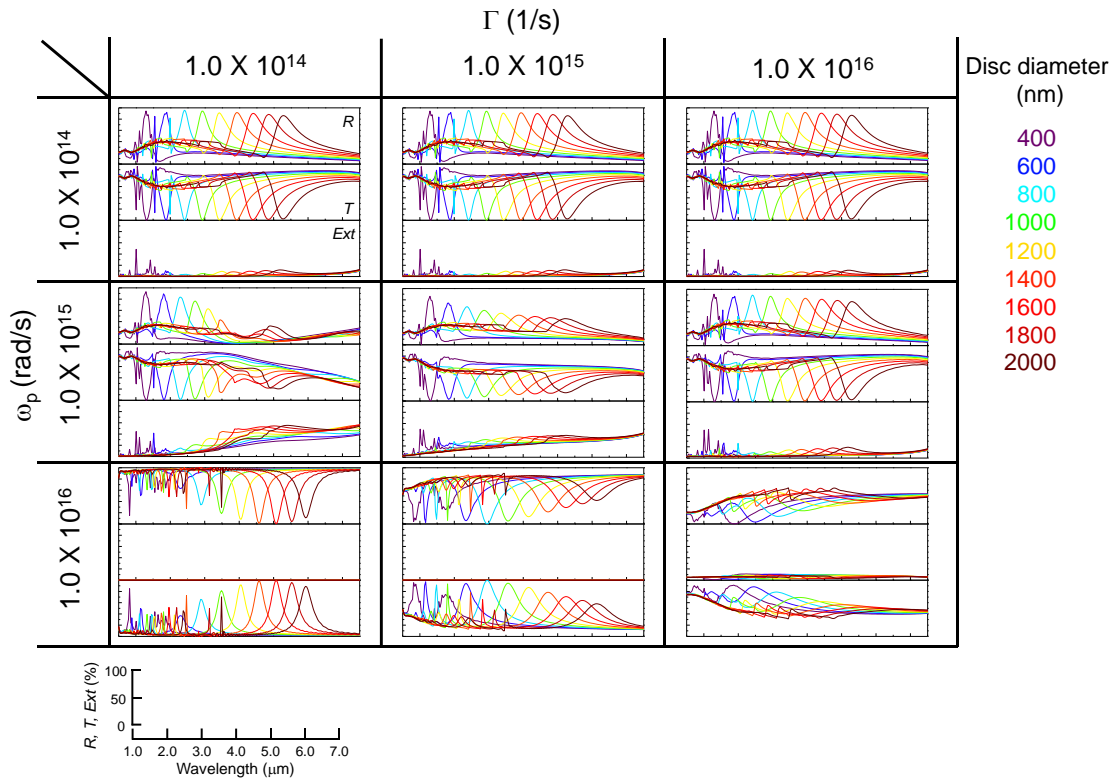 Γ (1/s)
1.0 X 10¹⁴
1.0 X 10¹⁵
1.0 X 10¹⁶
Disc diameter
(nm)
400
600
800
1000
1200
1400
1600
1800
2000
ωp (rad/s)
1.0 X 10¹⁴
R
T
Ext
1.0 X 10¹⁵
1.0 X 10¹⁶
R, T, Ext (%)
100
50
0
1.0 2.0 3.0 4.0 5.0 6.0 7.0
Wavelength (μm)